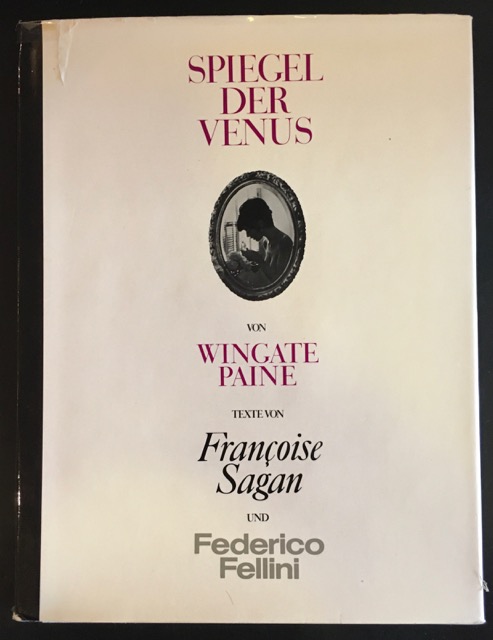 SPIEGEL
DER
VENUS
VON
WINGATE
PAINE
TEXTE VON
Françoise
Sagan
UND
Federico
Fellini